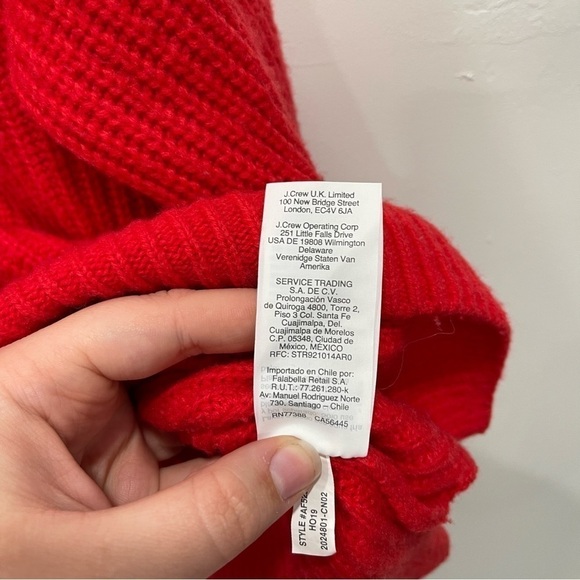 J.Crew U.K. Limited
100 New Bridge Street
London, EC4V 6JA
J.Crew Operating Corp
251 Little Falls Drive
USA DE 19808 Wilmington
Delaware
Verenidge Staten Van
Amerika
SERVICE TRADING
S.A. DE C.V.
Prolongación Vasco
de Quiroga 4800, Torre 2,
Piso 3 Col. Santa Fe
Cuajimalpa, Del.
Cuajimalpa de Morelos
C.P. 05348, Ciudad de
México, MÉXICO
RFC: STR921014AR0
Importado en Chile por:
Falabella Retail S.A.
R.U.T.: 77.261.280-k
Av: Manuel Rodriguez Norte
730. Santiago – Chile
RN77388 CA56445
STYLE
HO19
2024801-CN02